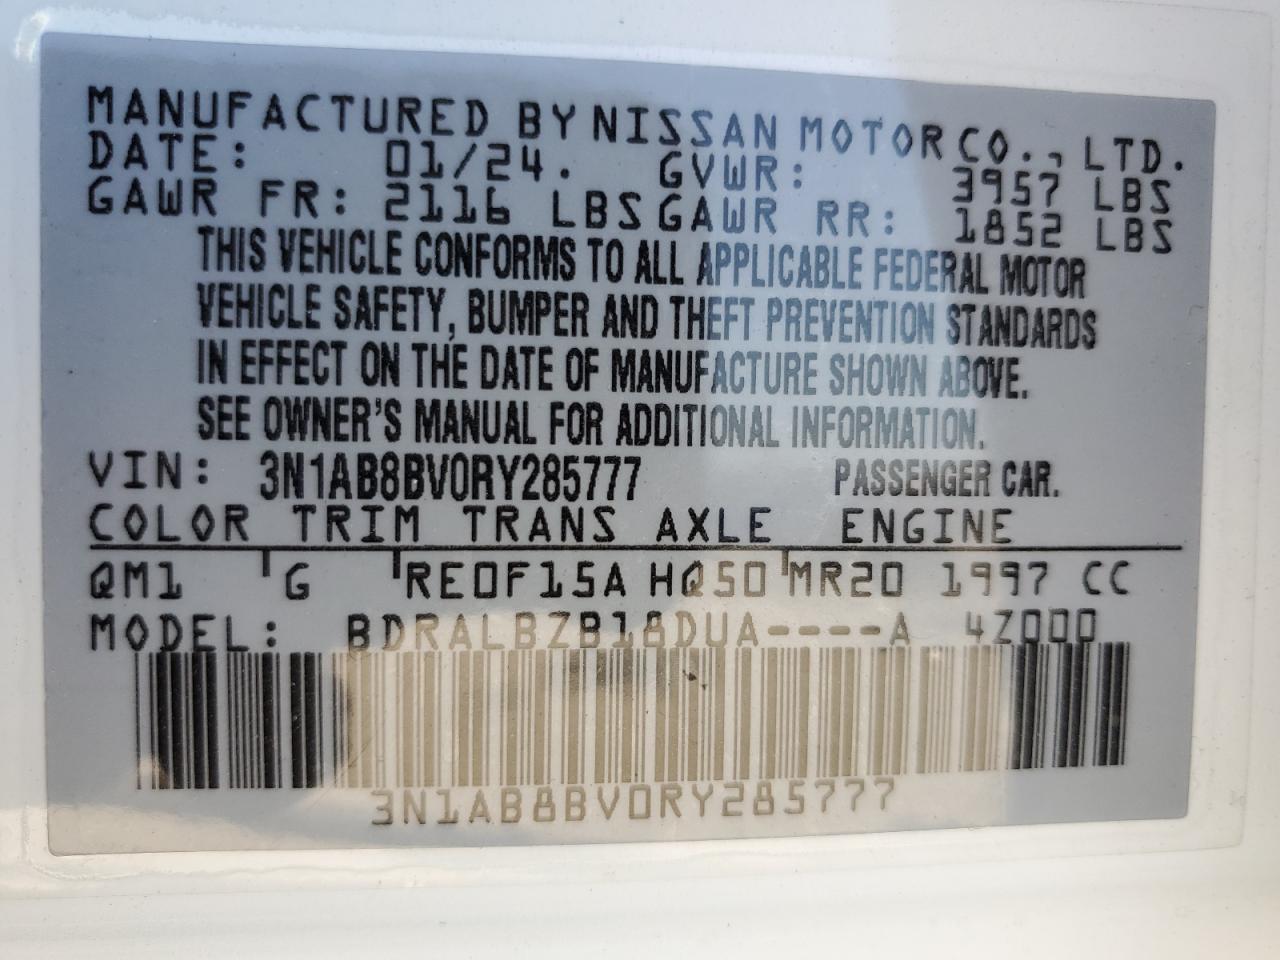 MANUFACTURED BY NISSAN MOTOR CO., LTD.
DATE: 01/24. GVWR: 3957 LBS
GAWR FR: 2116 LBS GAWR RR: 1852 LBS
THIS VEHICLE CONFORMS TO ALL APPLICABLE FEDERAL MOTOR
VEHICLE SAFETY, BUMPER AND THEFT PREVENTION STANDARDS
IN EFFECT ON THE DATE OF MANUFACTURE SHOWN ABOVE.
SEE OWNER'S MANUAL FOR ADDITIONAL INFORMATION.
VIN: 3N1AB8BV0RY285777 PASSENGER CAR.
COLOR TRIM TRANS AXLE ENGINE
QM1 G RE0F15A HQ50 MR20 1997 CC
MODEL: BDRALBZB18DUA----A 4Z000
3N1AB8BV0RY285777